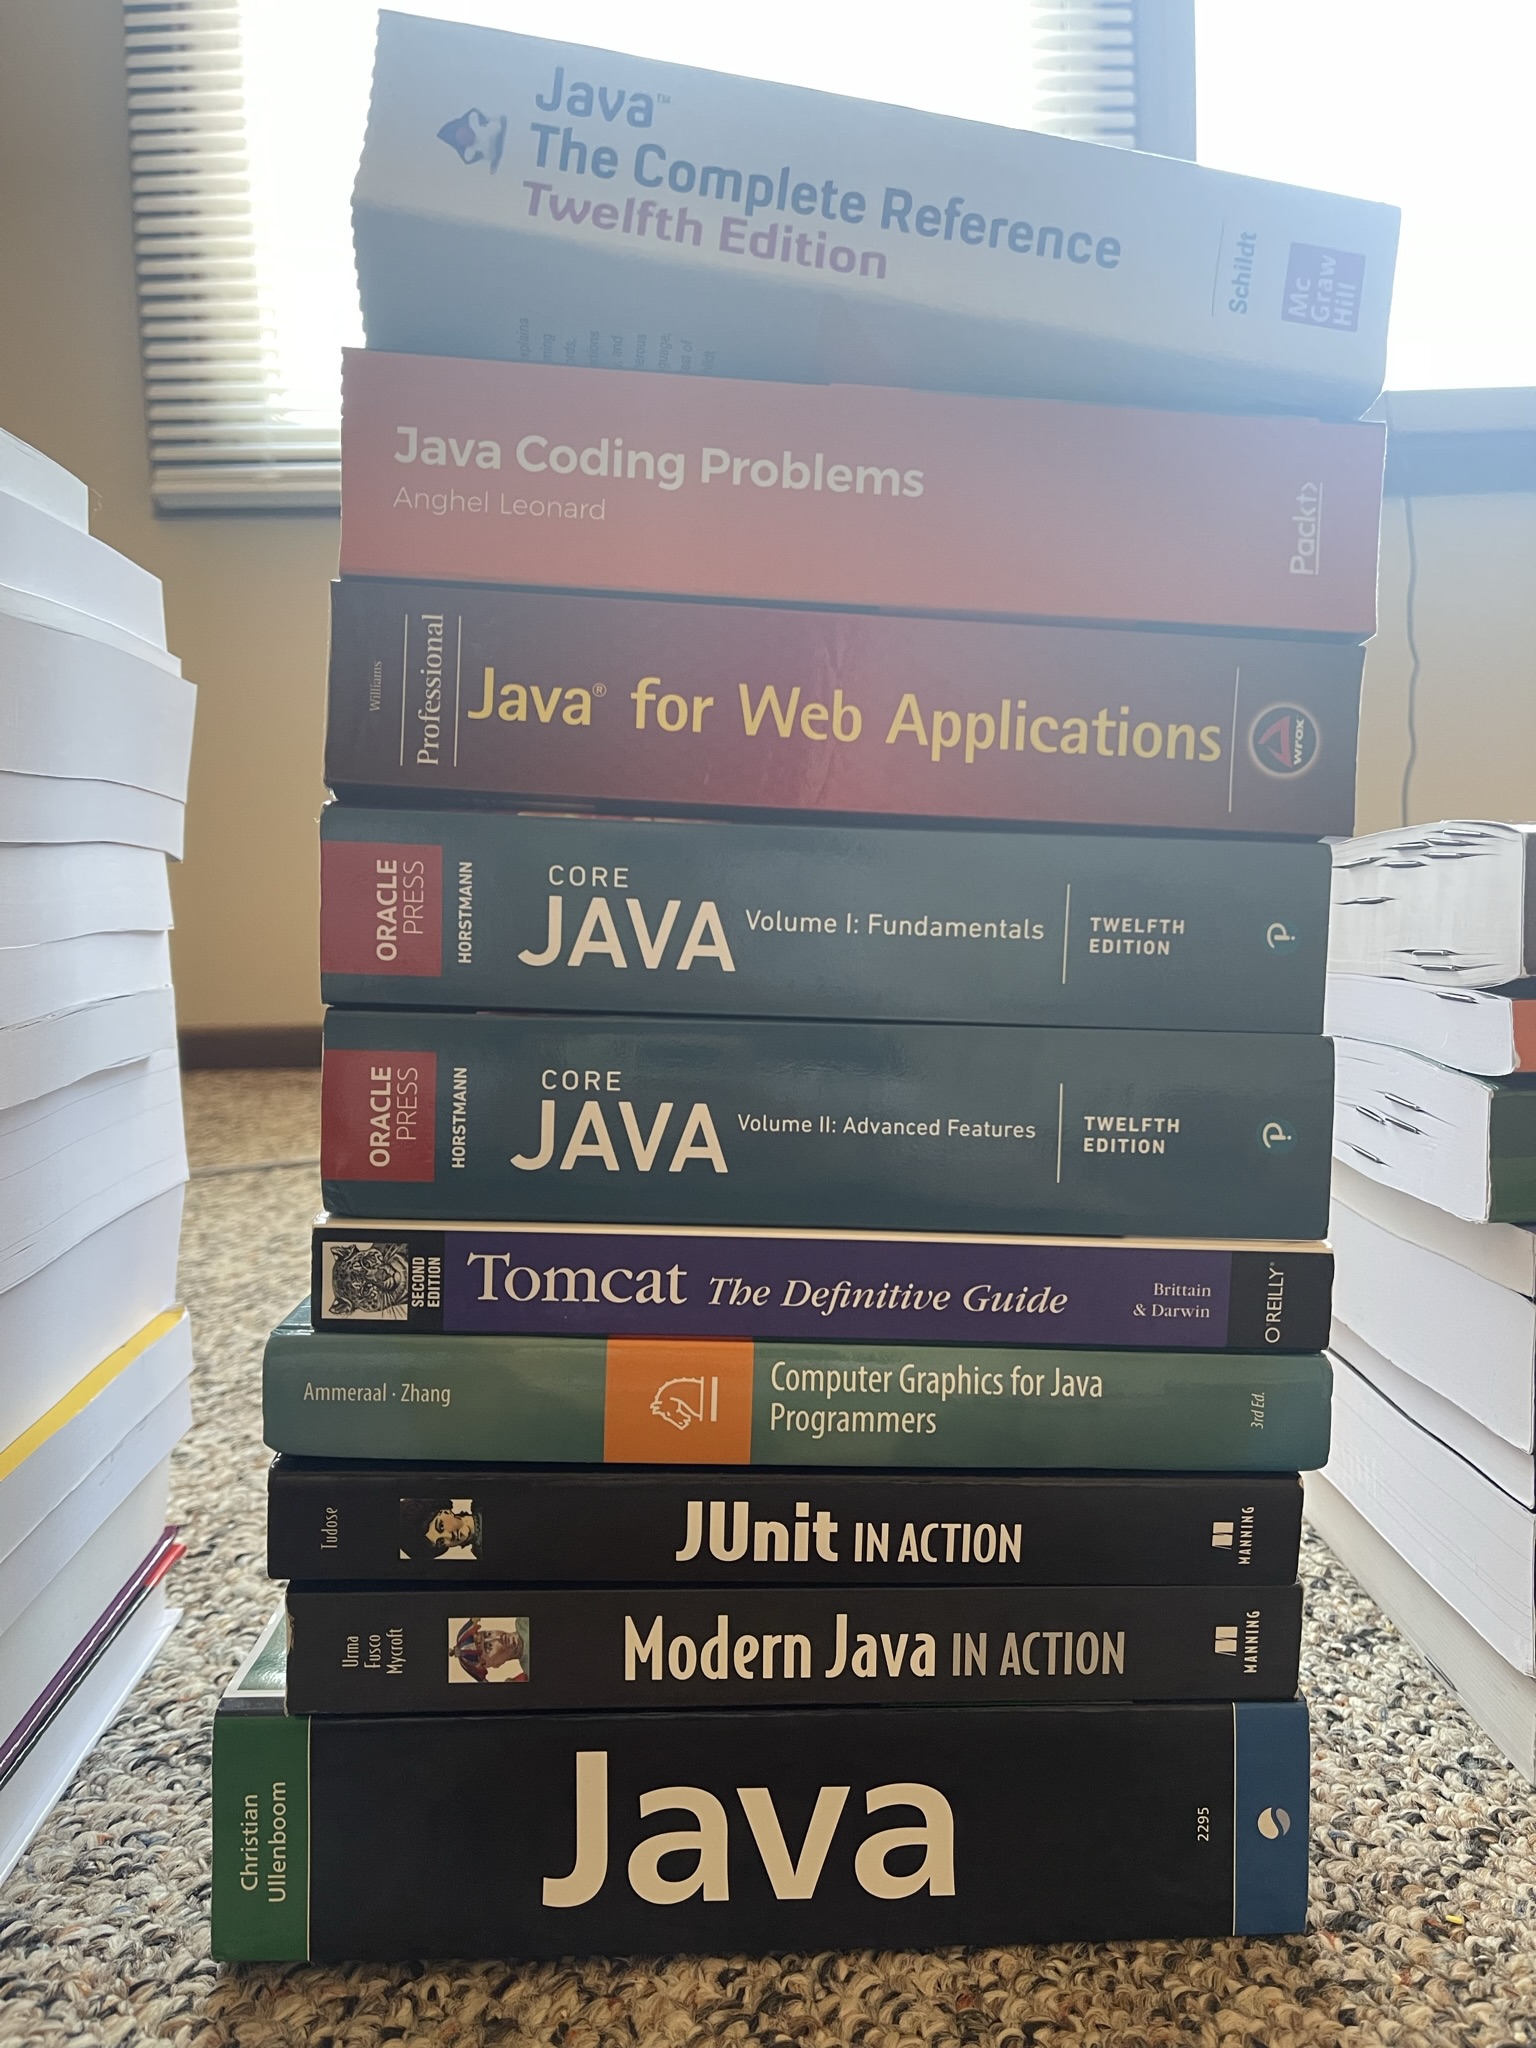 Java™
The Complete Reference
Twelfth Edition
Schildt
Mc
Graw
Hill
Java Coding Problems
Anghel Leonard
Packt>
Williams
Professional
Java® for Web Applications
wrox
ORACLE
PRESS
HORSTMANN
CORE
JAVA Volume I: Fundamentals
TWELFTH
EDITION
P
ORACLE
PRESS
HORSTMANN
CORE
JAVA Volume II: Advanced Features
TWELFTH
EDITION
P
SECOND
EDITION
Tomcat The Definitive Guide
Brittain
& Darwin
O'REILLY®
Ammeraal · Zhang
Computer Graphics for Java
Programmers
3rd Ed.
Tudose
JUnit IN ACTION
MANNING
Urma
Fusco
Mycroft
Modern Java IN ACTION
MANNING
Christian
Ullenboom
Java
2295